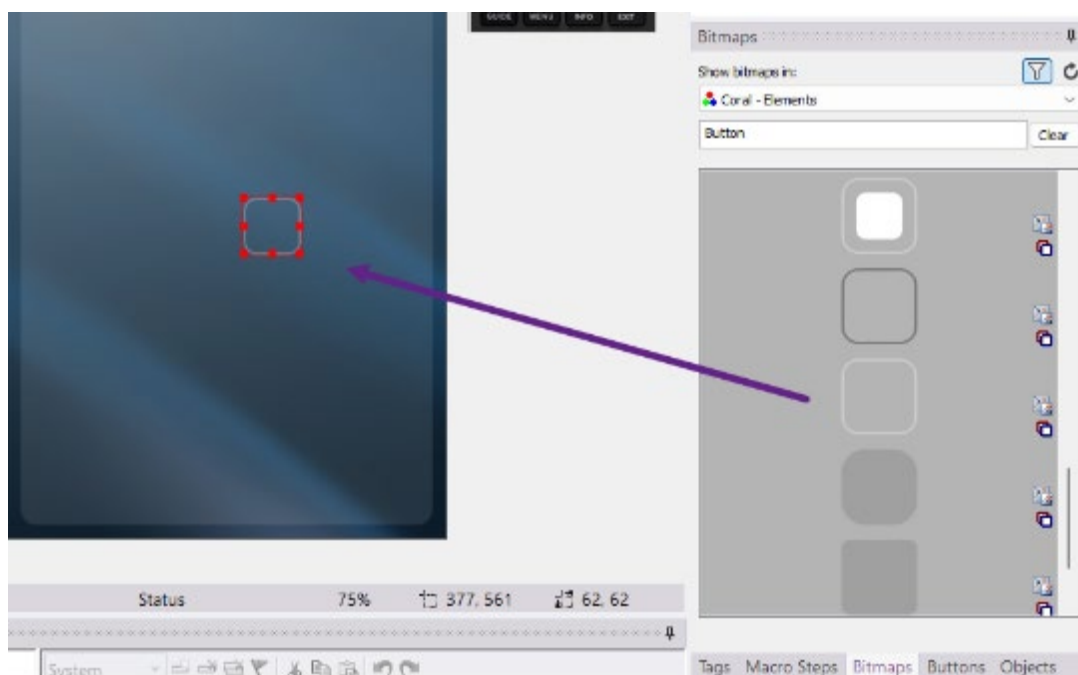 GUIDE MENU INFO EXIT
Bitmaps
Show bitmaps in:
Coral - Elements
Button Clear
Status 75% 377, 561 62, 62
System
Tags Macro Steps Bitmaps Buttons Objects